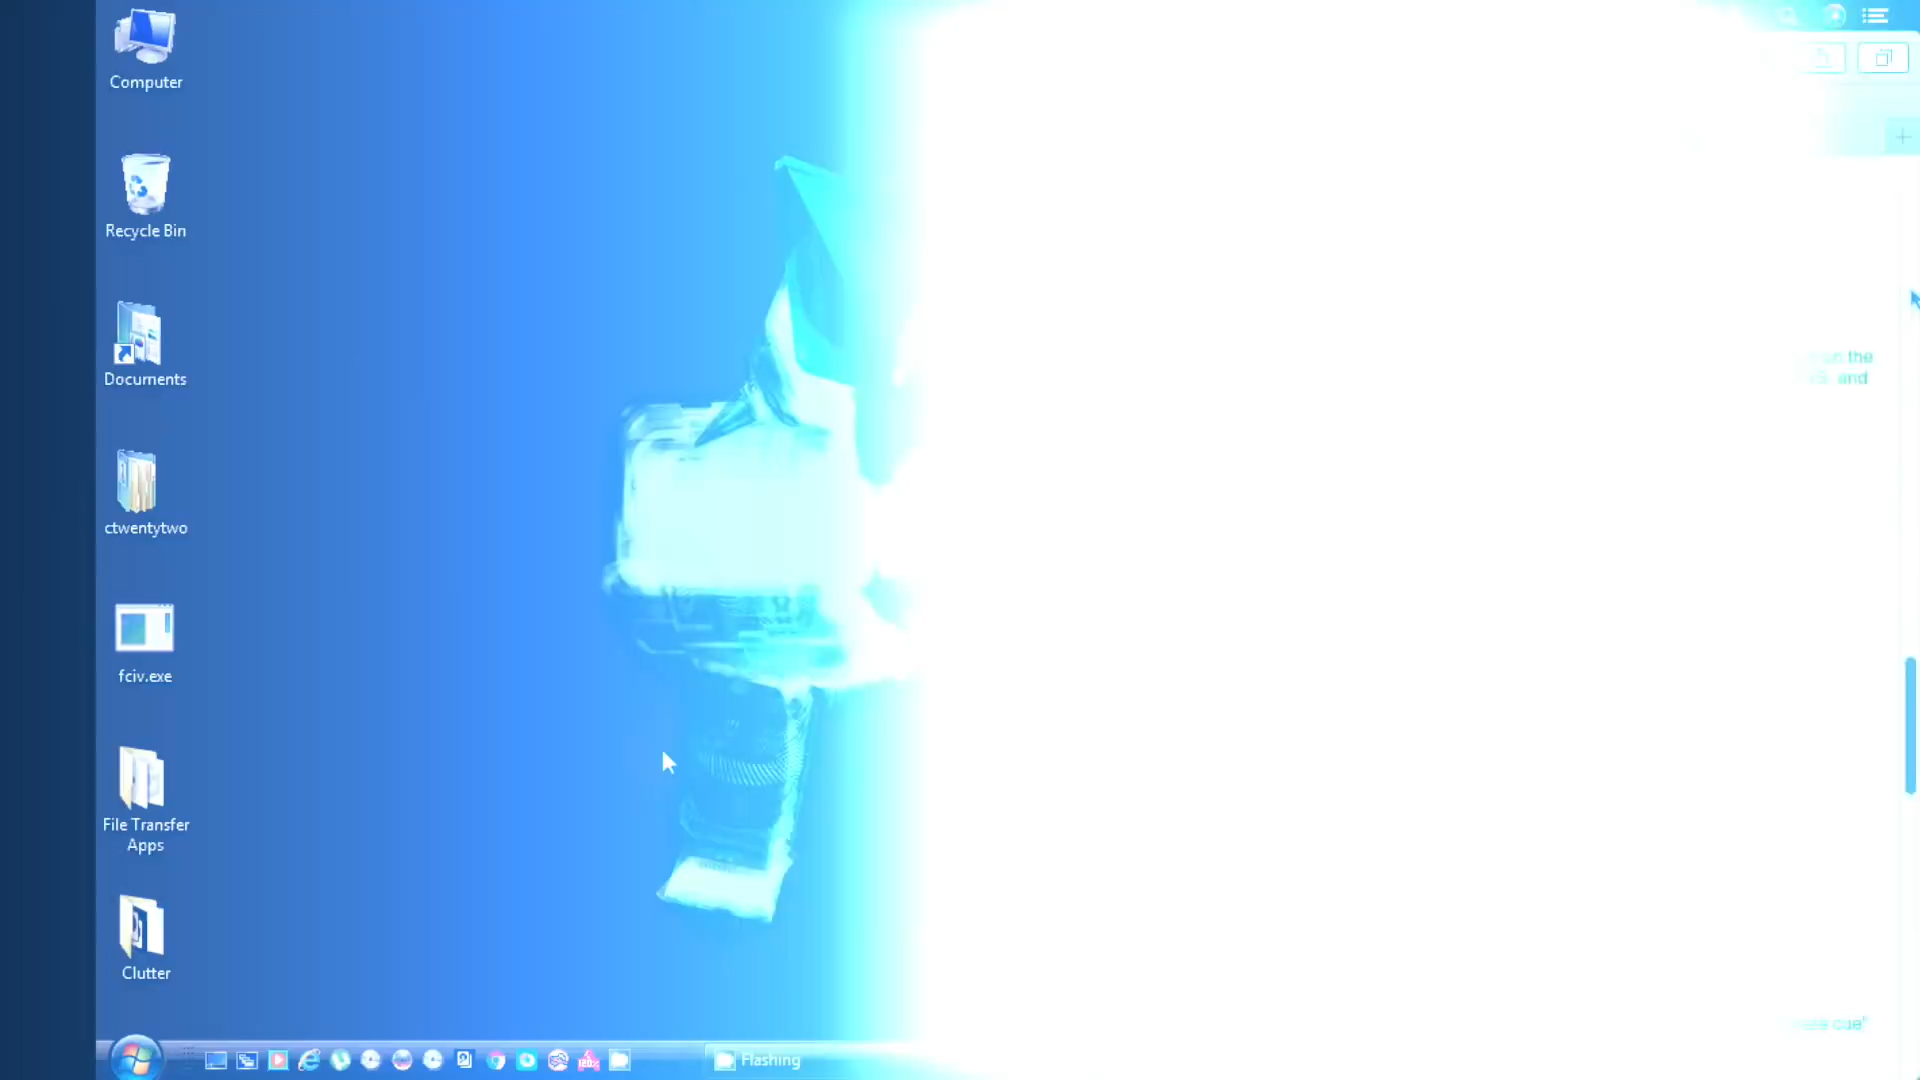 Computer
Recycle Bin
Documents
ctwentytwo
fciv.exe
File Transfer
Apps
Clutter
Flashing
the
and